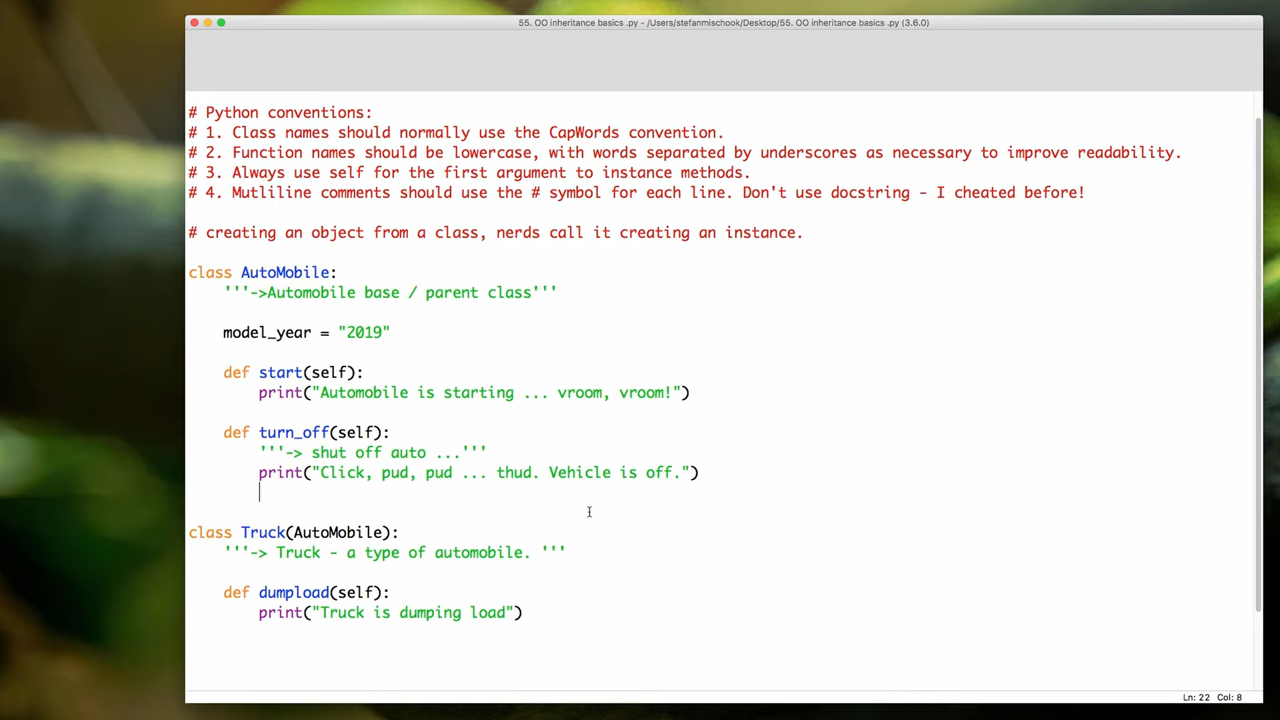 55. OO inheritance basics .py - /Users/stefanmischook/Desktop/55. OO inheritance basics .py (3.6.0)
# Python conventions:
# 1. Class names should normally use the CapWords convention.
# 2. Function names should be lowercase, with words separated by underscores as necessary to improve readability.
# 3. Always use self for the first argument to instance methods.
# 4. Mutliline comments should use the # symbol for each line. Don't use docstring - I cheated before!
# creating an object from a class, nerds call it creating an instance.
class AutoMobile:
'''->Automobile base / parent class'''
model_year = "2019"
def start(self):
print("Automobile is starting ... vroom, vroom!")
def turn_off(self):
'''-> shut off auto ...'''
print("Click, pud, pud ... thud. Vehicle is off.")
class Truck(AutoMobile):
'''-> Truck - a type of automobile. '''
def dumpload(self):
print("Truck is dumping load")
Ln: 22 Col: 8